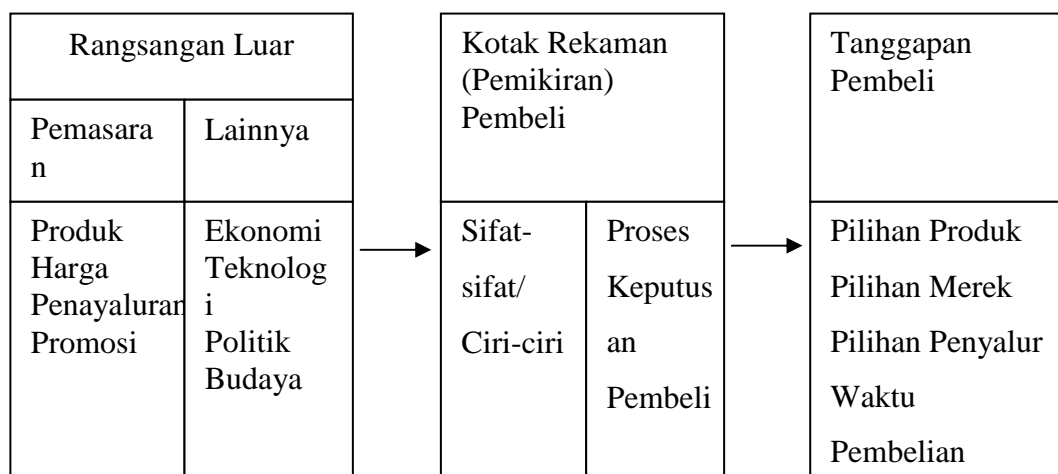 Rangsangan Luar
Pemasara
n
Lainnya
Produk
Harga
Penayaluran
Promosi
Ekonomi
Teknolog
i
Politik
Budaya
Kotak Rekaman
(Pemikiran)
Pembeli
Sifat-
sifat/
Ciri-ciri
Proses
Keputus
an
Pembeli
Tanggapan
Pembeli
Pilihan Produk
Pilihan Merek
Pilihan Penyalur
Waktu
Pembelian